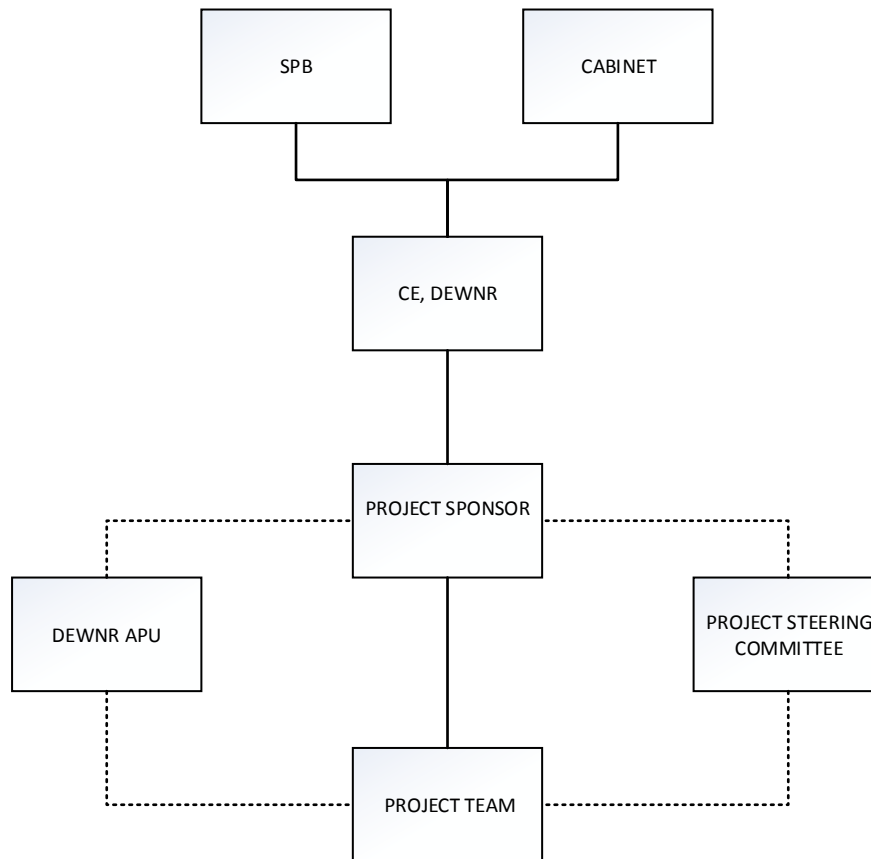 SPB
CABINET
CE, DEWNR
PROJECT SPONSOR
DEWNR APU
PROJECT STEERING
COMMITTEE
PROJECT TEAM